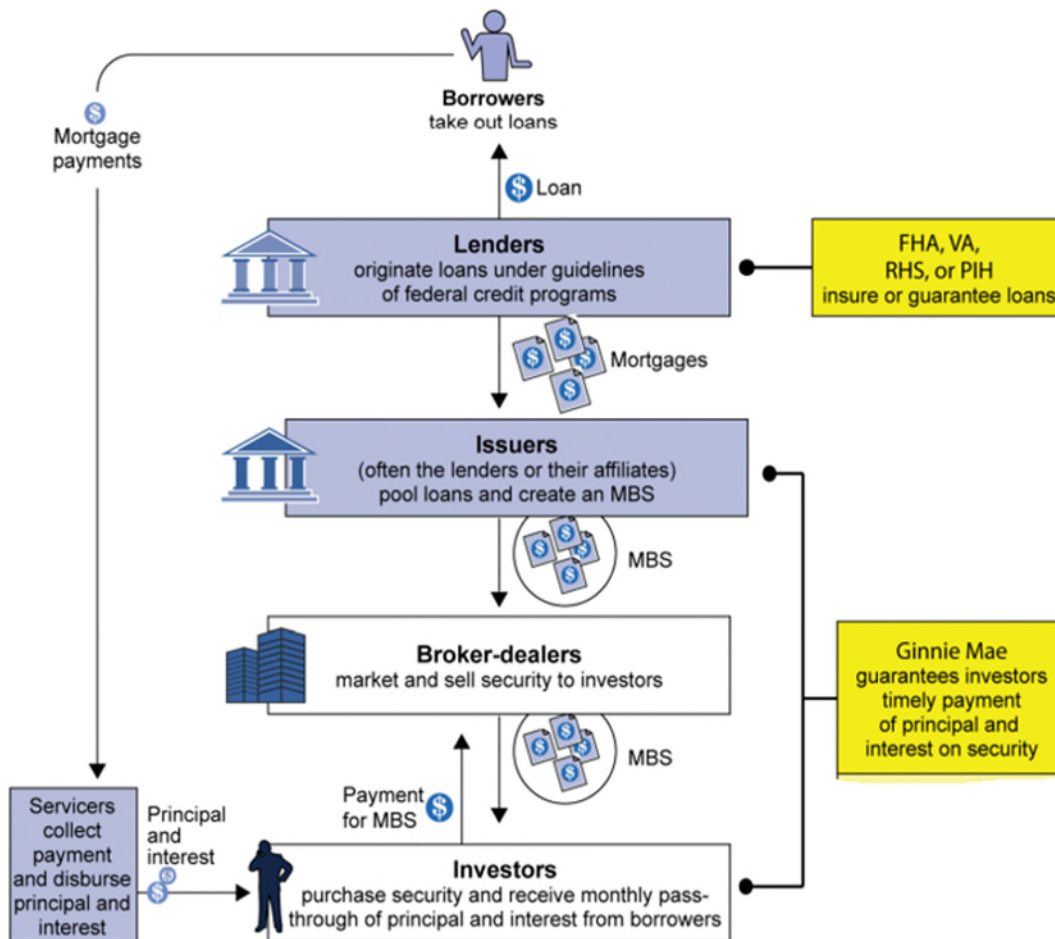 Borrowers
take out loans
$
Mortgage
payments
$ Loan
Lenders
originate loans under guidelines
of federal credit programs
FHA, VA,
RHS, or PIH
insure or guarantee loans
$ $ $ $
Mortgages
Issuers
(often the lenders or their affiliates)
pool loans and create an MBS
$ $ $ $
MBS
Broker-dealers
market and sell security to investors
Ginnie Mae
guarantees investors
timely payment
of principal and
interest on security
$ $ $ $
MBS
Payment
for MBS
$
Servicers
collect
payment
and disburse
principal and
interest
Principal
and
interest
$ $
Investors
purchase security and receive monthly pass-
through of principal and interest from borrowers